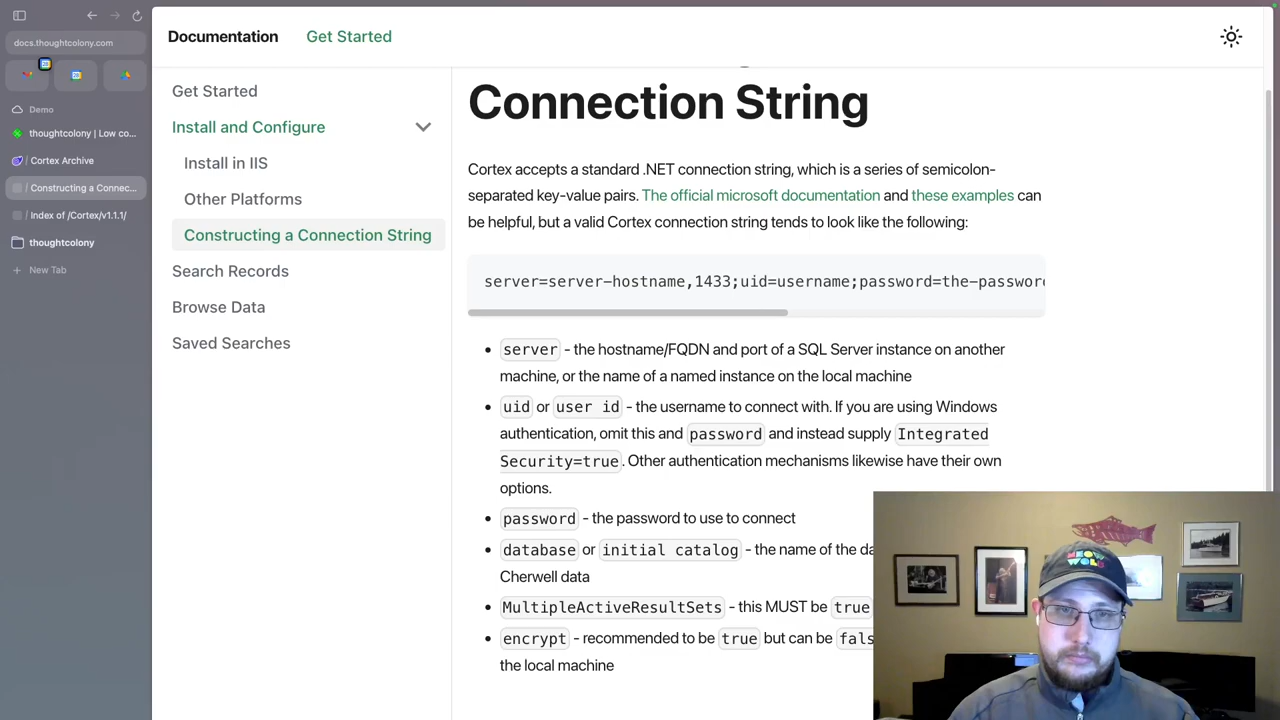 docs.thoughtcolony.com
Demo
thoughtcolony | Low co...
/ Cortex Archive
/ Constructing a Connec...
/ Index of /Cortex/v1.1.1/
thoughtcolony
+ New Tab
Documentation
Get Started
Get Started
Install and Configure
Install in IIS
Other Platforms
Constructing a Connection String
Search Records
Browse Data
Saved Searches
Connection String
Cortex accepts a standard .NET connection string, which is a series of semicolon-
separated key-value pairs. The official microsoft documentation and these examples can
be helpful, but a valid Cortex connection string tends to look like the following:
server=server-hostname,1433;uid=username;password=the-password
• server - the hostname/FQDN and port of a SQL Server instance on another
machine, or the name of a named instance on the local machine
• uid or user id - the username to connect with. If you are using Windows
authentication, omit this and password and instead supply Integrated
Security=true. Other authentication mechanisms likewise have their own
options.
• password - the password to use to connect
• database or initial catalog - the name of the da
Cherwell data
• MultipleActiveResultSets - this MUST be true
• encrypt - recommended to be true but can be fals
the local machine
MEOW
WOLF